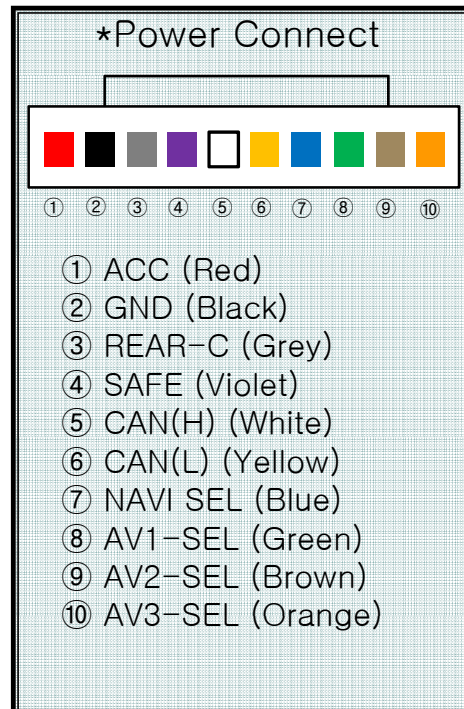 *Power Connect
① ② ③ ④ ⑤ ⑥ ⑦ ⑧ ⑨ ⑩
① ACC (Red)
② GND (Black)
③ REAR-C (Grey)
④ SAFE (Violet)
⑤ CAN(H) (White)
⑥ CAN(L) (Yellow)
⑦ NAVI SEL (Blue)
⑧ AV1-SEL (Green)
⑨ AV2-SEL (Brown)
⑩ AV3-SEL (Orange)